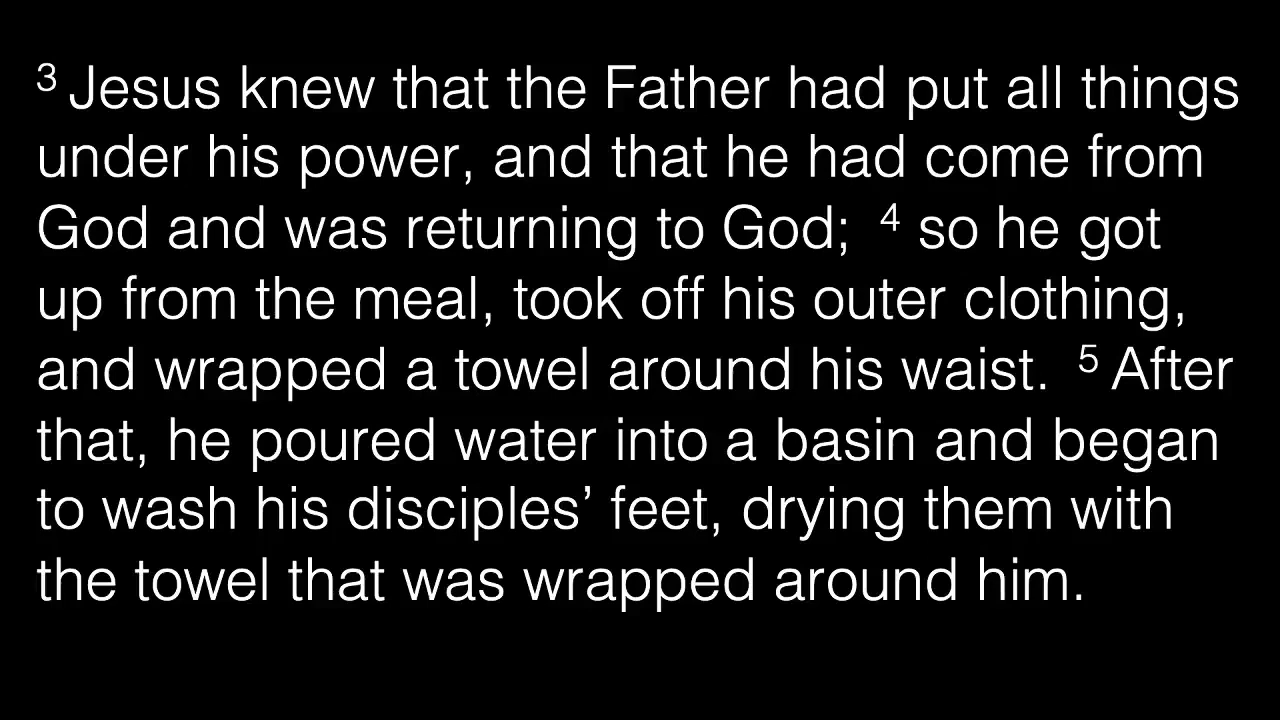 ³ Jesus knew that the Father had put all things
under his power, and that he had come from
God and was returning to God; ⁴ so he got
up from the meal, took off his outer clothing,
and wrapped a towel around his waist. ⁵ After
that, he poured water into a basin and began
to wash his disciples’ feet, drying them with
the towel that was wrapped around him.